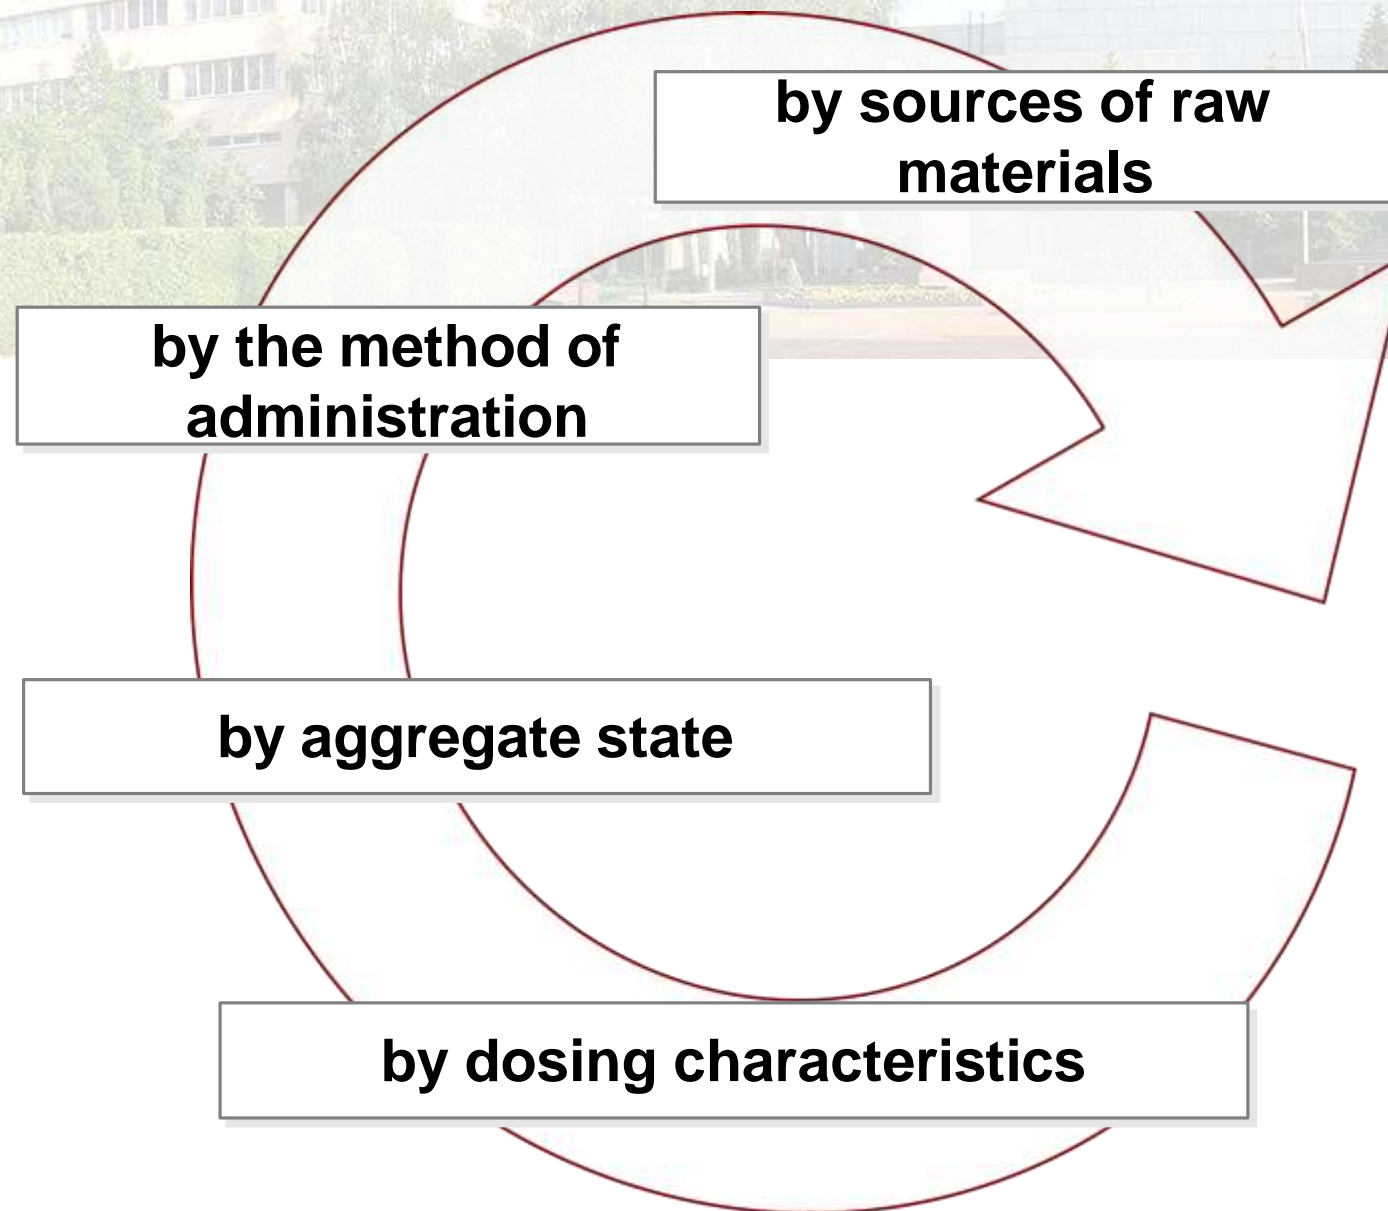 by sources of raw
materials
by the method of
administration
by aggregate state
by dosing characteristics